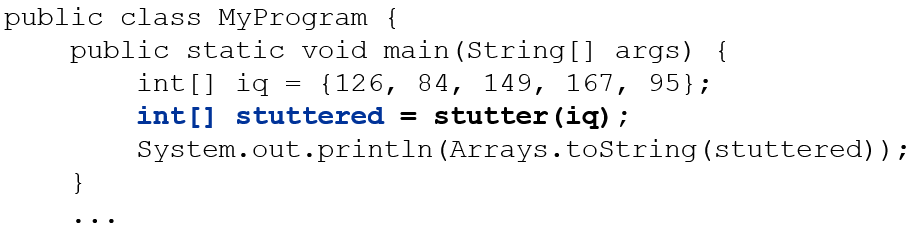 public class MyProgram {
    public static void main(String[] args) {
        int[] iq = {126, 84, 149, 167, 95};
        int[] stuttered = stutter(iq);
        System.out.println(Arrays.toString(stuttered));
    }
    ...